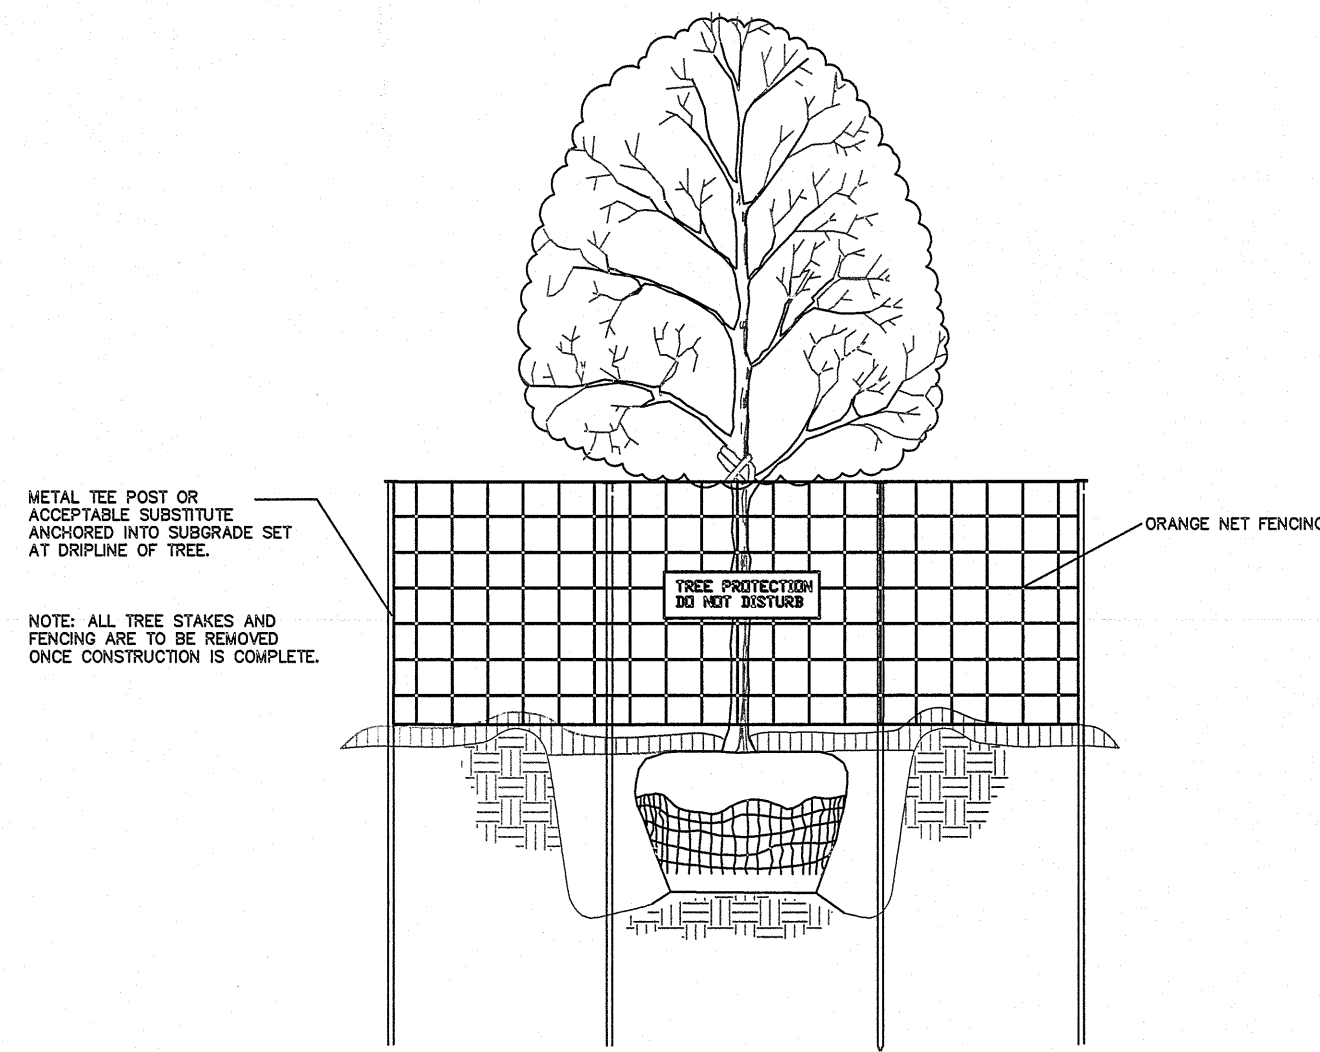 METAL TEE POST OR
ACCEPTABLE SUBSTITUTE
ANCHORED INTO SUBGRADE SET
AT DRIPLINE OF TREE.
ORANGE NET FENCING
TREE PROTECTION
DO NOT DISTURB
NOTE: ALL TREE STAKES AND
FENCING ARE TO BE REMOVED
ONCE CONSTRUCTION IS COMPLETE.